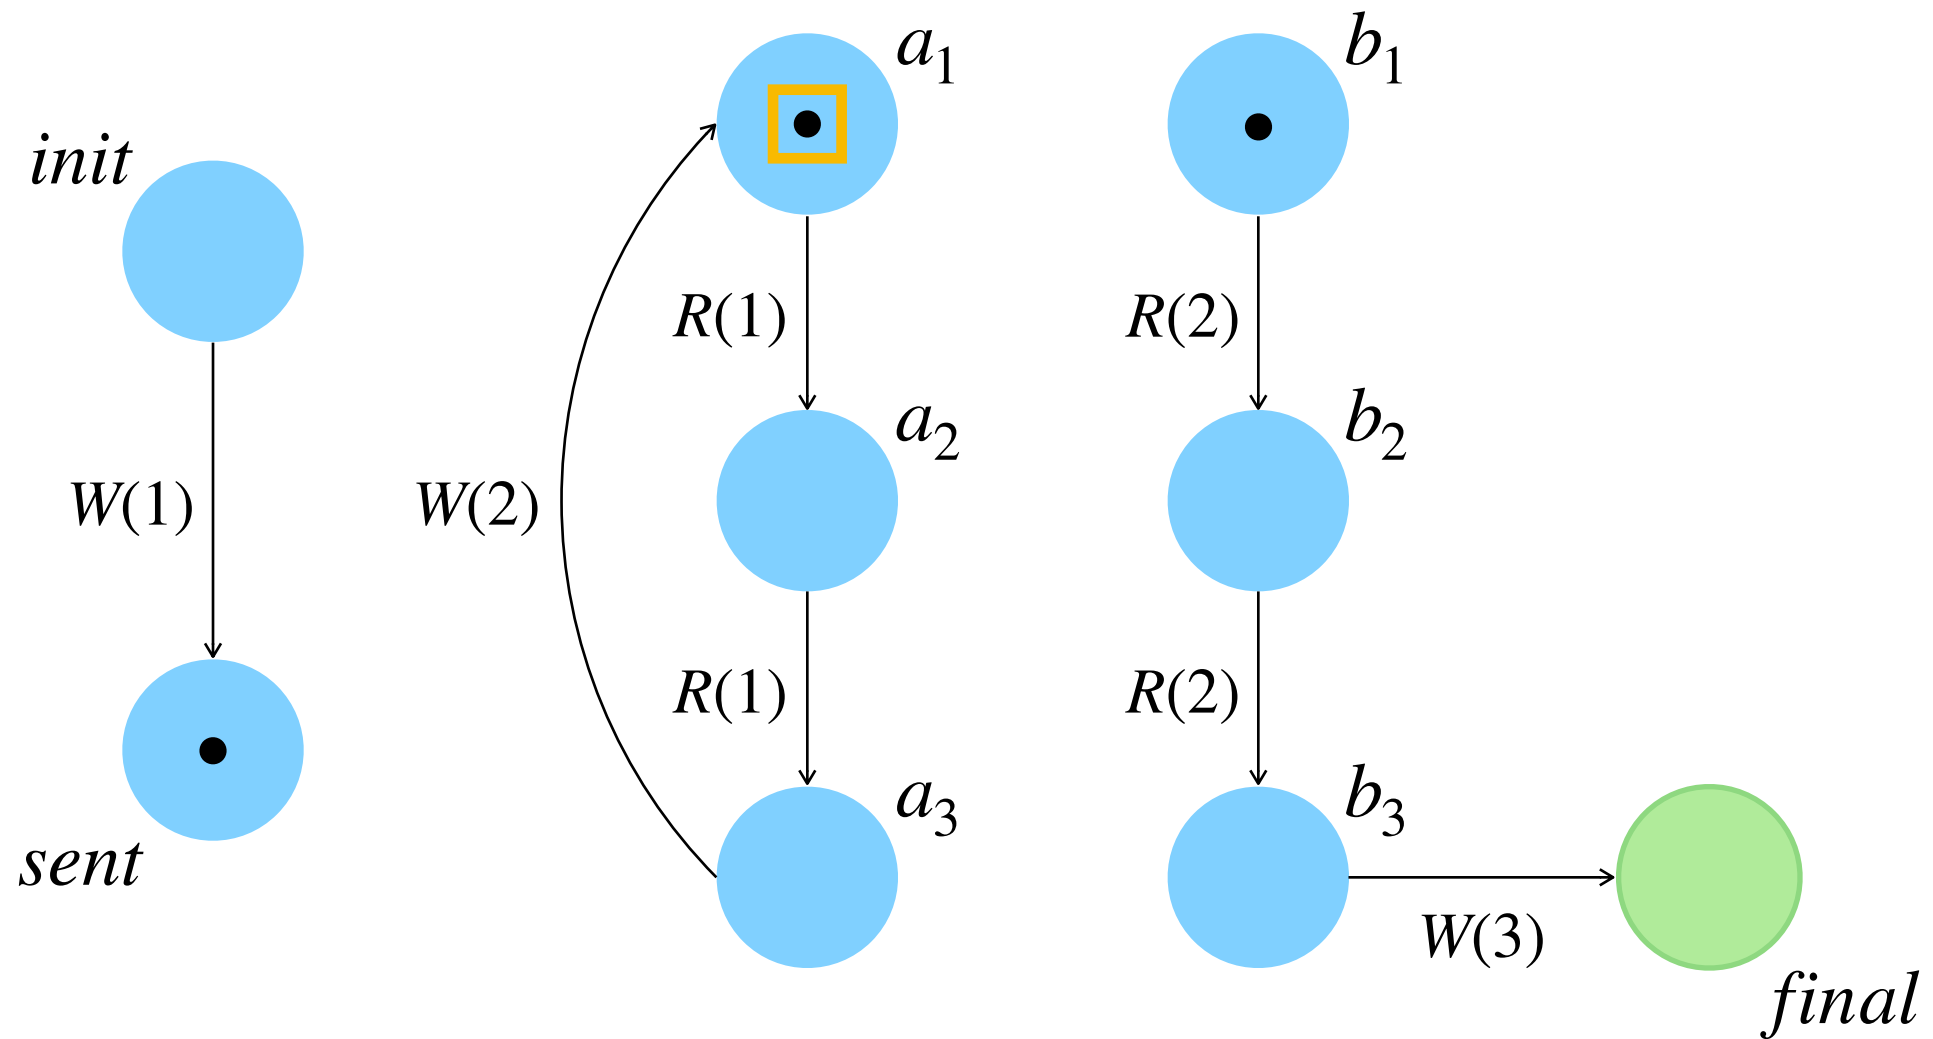 init
W(1)
sent
a₁
R(1)
W(2)
a₂
R(1)
a₃
b₁
R(2)
b₂
R(2)
b₃
W(3)
final